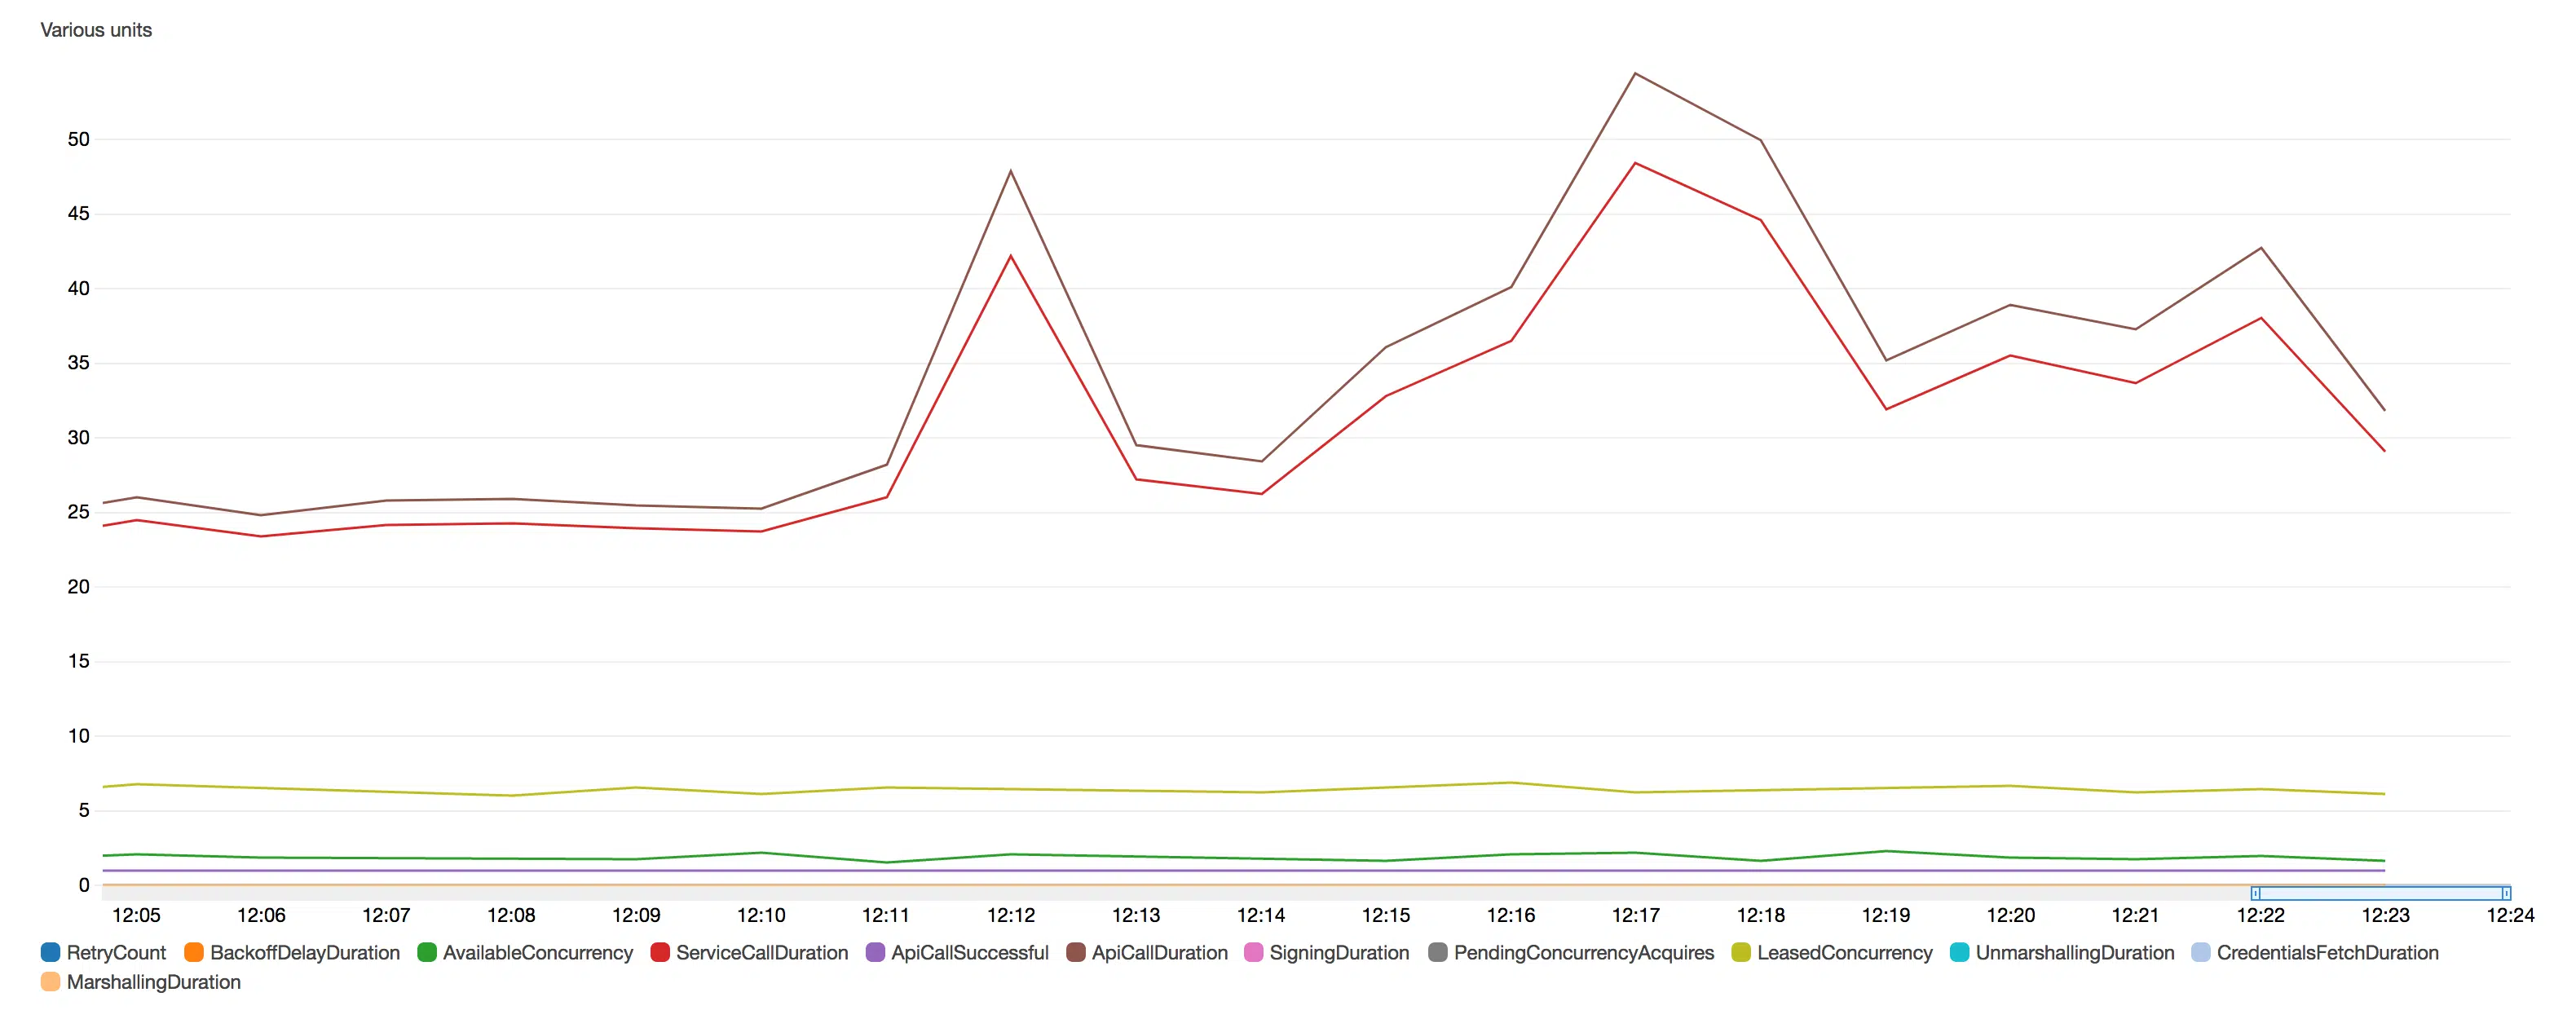 Various units
50
45
40
35
30
25
20
15
10
5
0
12:05 12:06 12:07 12:08 12:09 12:10 12:11 12:12 12:13 12:14 12:15 12:16 12:17 12:18 12:19 12:20 12:21 12:22 12:23 12:24
RetryCount BackoffDelayDuration AvailableConcurrency ServiceCallDuration ApiCallSuccessful ApiCallDuration SigningDuration PendingConcurrencyAcquires LeasedConcurrency UnmarshallingDuration CredentialsFetchDuration
MarshallingDuration